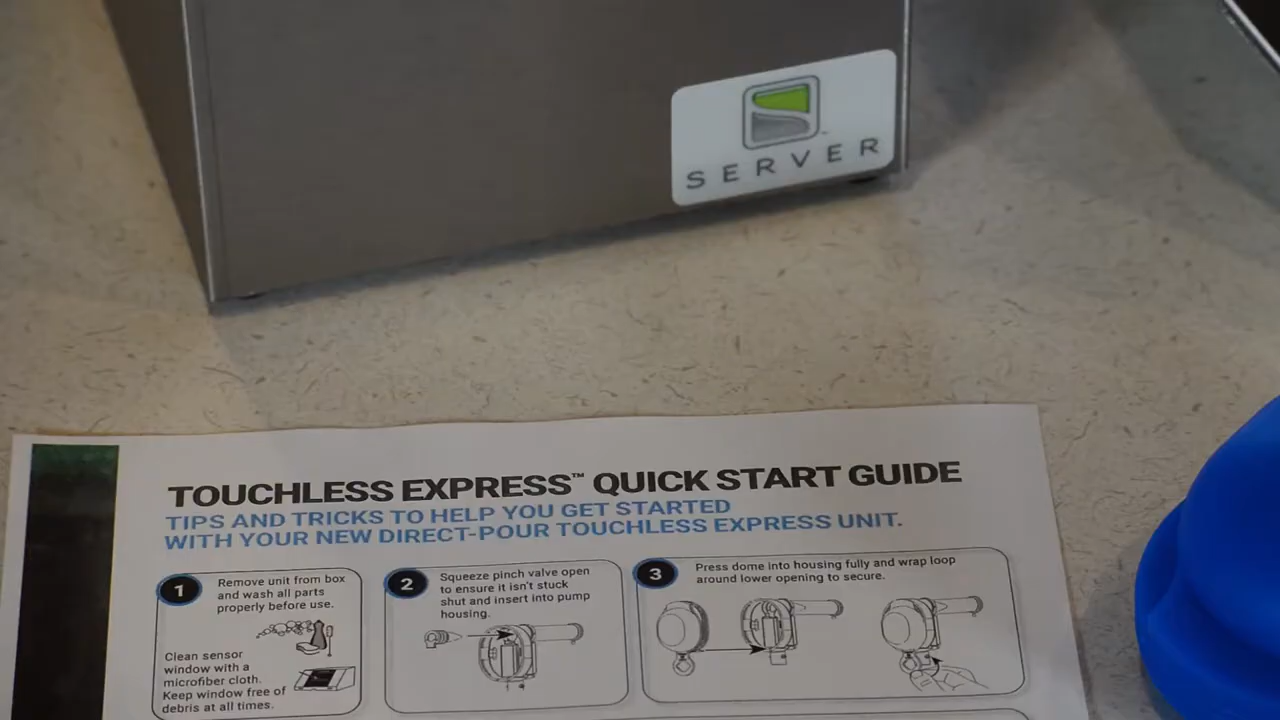 SERVER
TOUCHLESS EXPRESS™ QUICK START GUIDE
TIPS AND TRICKS TO HELP YOU GET STARTED
WITH YOUR NEW DIRECT-POUR TOUCHLESS EXPRESS UNIT.
1
Remove unit from box
and wash all parts
properly before use.
Clean sensor
window with a
microfiber cloth.
Keep window free of
debris at all times.
2
Squeeze pinch valve open
to ensure it isn't stuck
shut and insert into pump
housing.
3
Press dome into housing fully and wrap loop
around lower opening to secure.